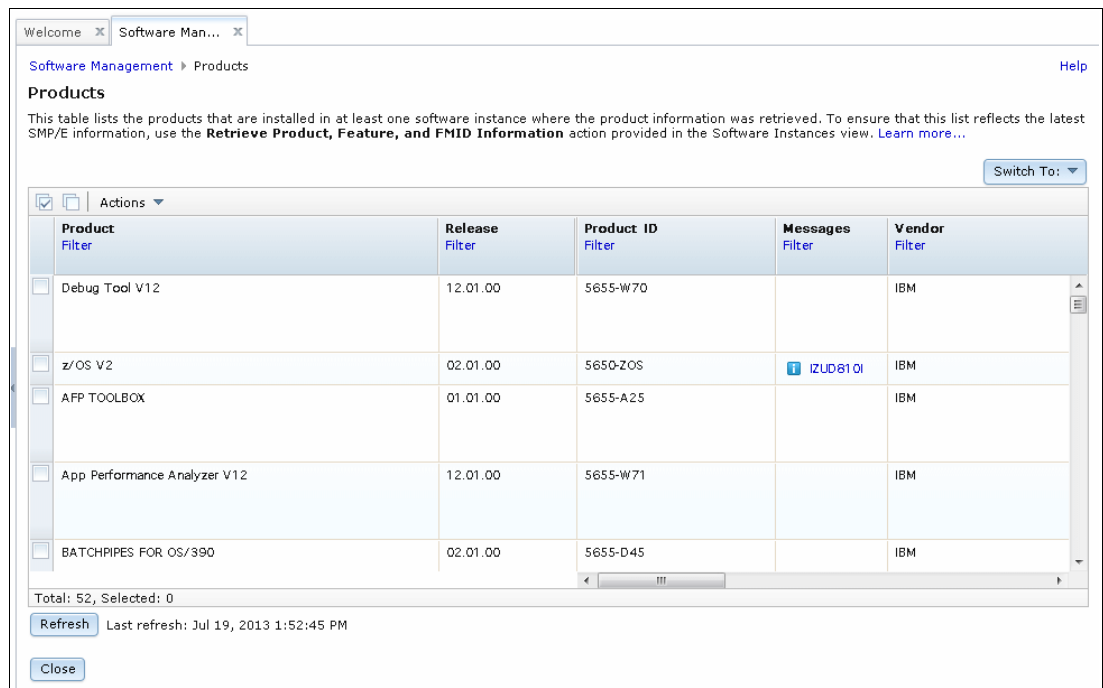 Welcome x Software Man... x
Software Management Products Help
Products
This table lists the products that are installed in at least one software instance where the product information was retrieved. To ensure that this list reflects the latest
SMP/E information, use the Retrieve Product, Feature, and FMID Information action provided in the Software Instances view. Learn more...
Switch To:
Actions
Product Release Product ID Messages Vendor
Filter Filter Filter Filter Filter
Debug Tool V12 12.01.00 5655-W70 IBM
z/OS V2 02.01.00 5650-ZOS IZUD810I IBM
AFP TOOLBOX 01.01.00 5655-A25 IBM
App Performance Analyzer V12 12.01.00 5655-W71 IBM
BATCHPIPES FOR OS/390 02.01.00 5655-D45 IBM
Total: 52, Selected: 0
Refresh Last refresh: Jul 19, 2013 1:52:45 PM
Close